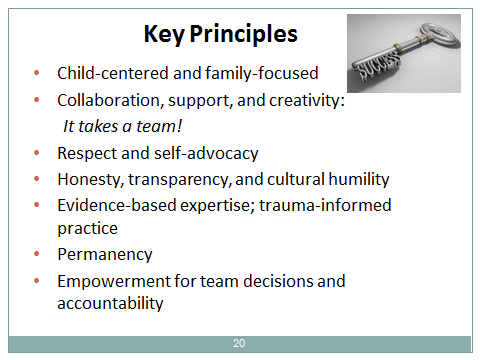 Key Principles
SUCCESS
• Child-centered and family-focused
• Collaboration, support, and creativity:
It takes a team!
• Respect and self-advocacy
• Honesty, transparency, and cultural humility
• Evidence-based expertise; trauma-informed
practice
• Permanency
• Empowerment for team decisions and
accountability
20